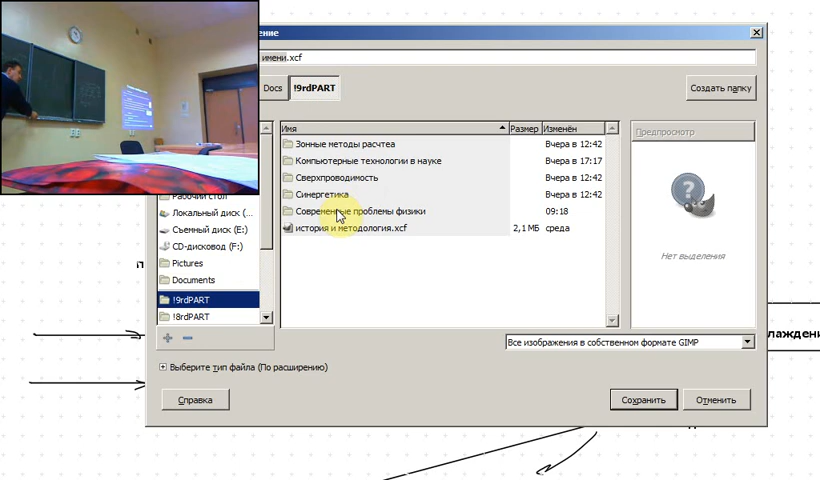 ение
имени.xcf
Docs
!9rdPART
Создать папку
Имя
Размер
Изменён
Предпросмотр
Зонные методы расчтеа
Вчера в 12:42
Компьютерные технологии в науке
Вчера в 17:17
Сверхпроводимость
Вчера в 12:42
Синергетика
Вчера в 12:42
Современные проблемы физики
09:18
история и методология.xcf
2,1 МБ
среда
Рабочий стол
Локальный диск (...
Съемный диск (E:)
CD-дисковод (F:)
Pictures
Documents
!9rdPART
!8rdPART
Нет выделения
п
лаждени
Все изображения в собственном формате GIMP
Выберите тип файла (По расширению)
Справка
Сохранить
Отменить